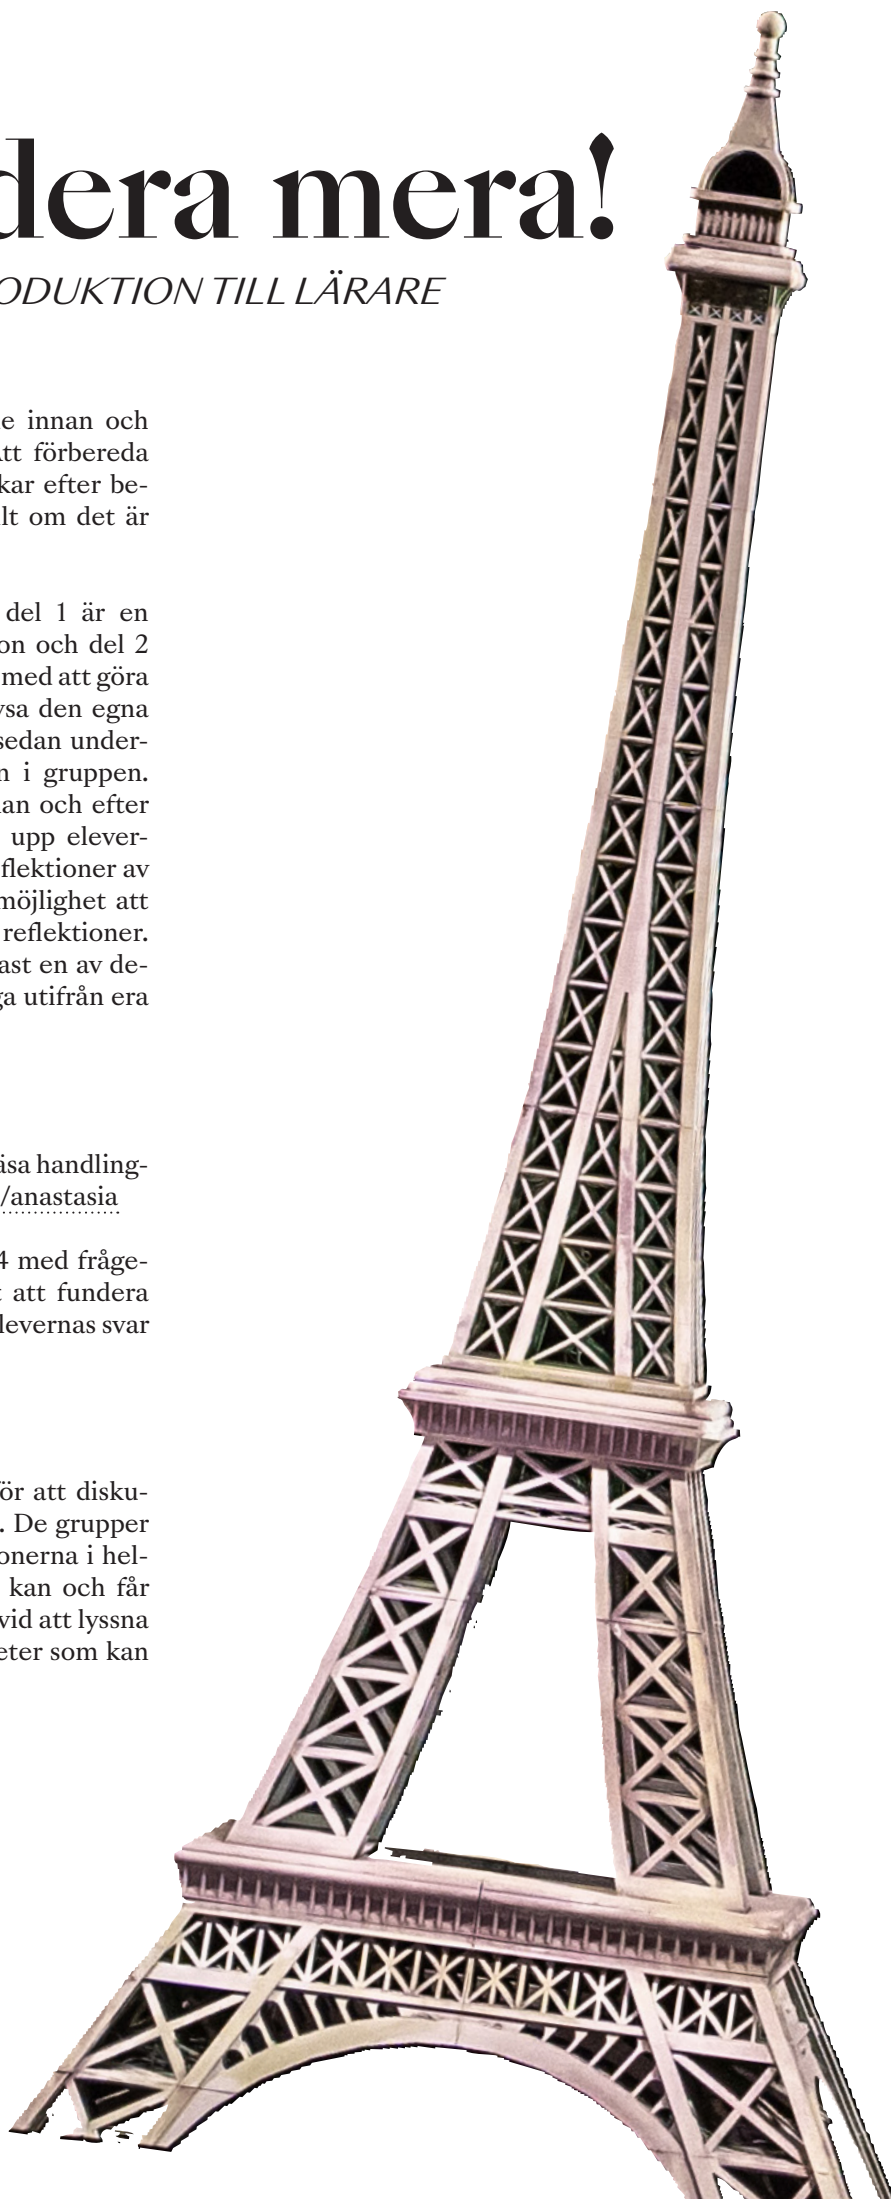 dera mera!
ODUKTION TILL LÄRARE
e innan och
tt förbereda
kar efter be-
lt om det är
del 1 är en
on och del 2
med att göra
sa den egna
sedan under-
n i gruppen.
an och efter
upp elever-
flektioner av
möjlighet att
reflektioner.
ast en av de-
ga utifrån era
äsa handling-
/anastasia
4 med fråge-
att fundera
levernas svar
ör att disku-
. De grupper
onerna i hel-
kan och får
vid att lyssna
eter som kan